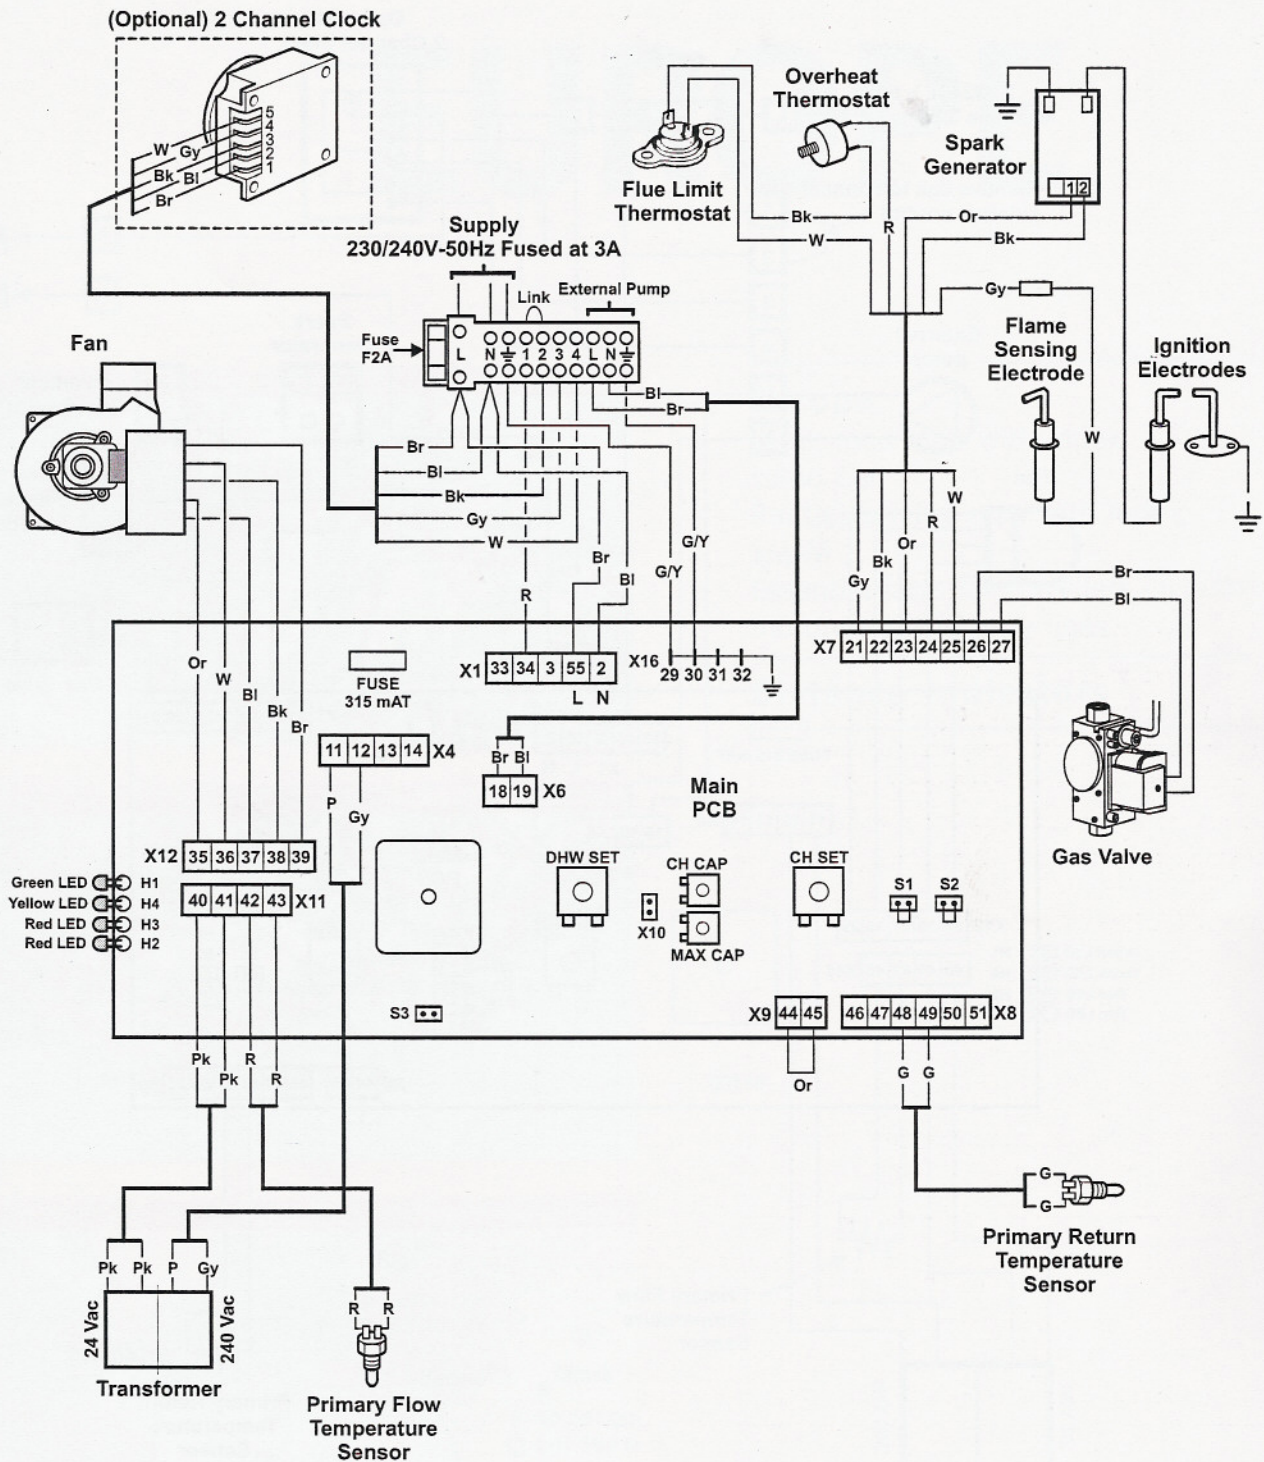 (Optional) 2 Channel Clock
5
4
3
2
1
W
Gy
Bk
Bl
Br
Overheat
Thermostat
Spark
Generator
1 2
Flue Limit
Thermostat
Bk
W
R
Or
Bk
Gy
Supply
230/240V-50Hz Fused at 3A
Link
External Pump
Fuse
F2A
L N 1 2 3 4 L N
Bl
Br
Fan
Flame
Sensing
Electrode
Ignition
Electrodes
W
Br
Bl
Bk
Gy
W
R
Br
Bl
G/Y
G/Y
Gy
Bk
Or
R
W
Br
Bl
X1 33 34 3 55 2
L N
X16
29 30 31 32
X7 21 22 23 24 25 26 27
Or
W
Bl
Bk
Br
FUSE
315 mAT
11 12 13 14 X4
P
Gy
Br Bl
18 19 X6
Main
PCB
Gas Valve
X12 35 36 37 38 39
40 41 42 43 X11
Green LED H1
Yellow LED H4
Red LED H3
Red LED H2
DHW SET
CH CAP
X10
MAX CAP
CH SET
S1
S2
S3
X9 44 45
46 47 48 49 50 51 X8
Pk
Pk
R
R
Or
G G
G
G
Primary Return
Temperature
Sensor
Pk Pk P Gy
24 Vac
240 Vac
Transformer
R R
Primary Flow
Temperature
Sensor